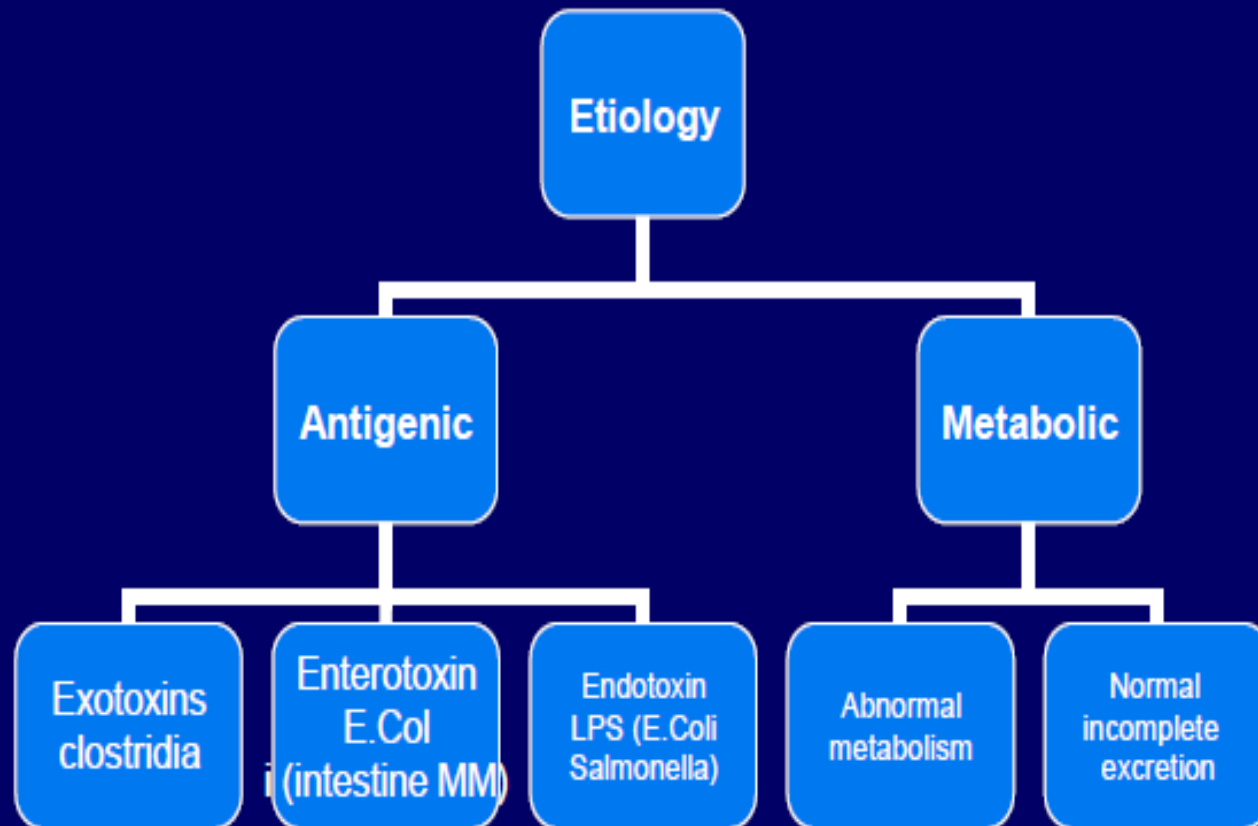 Etiology
Antigenic
Metabolic
Exotoxins
clostridia
Enterotoxin
E.Col
i (intestine MM)
Endotoxin
LPS (E.Coli
Salmonella)
Abnormal
metabolism
Normal
incomplete
excretion